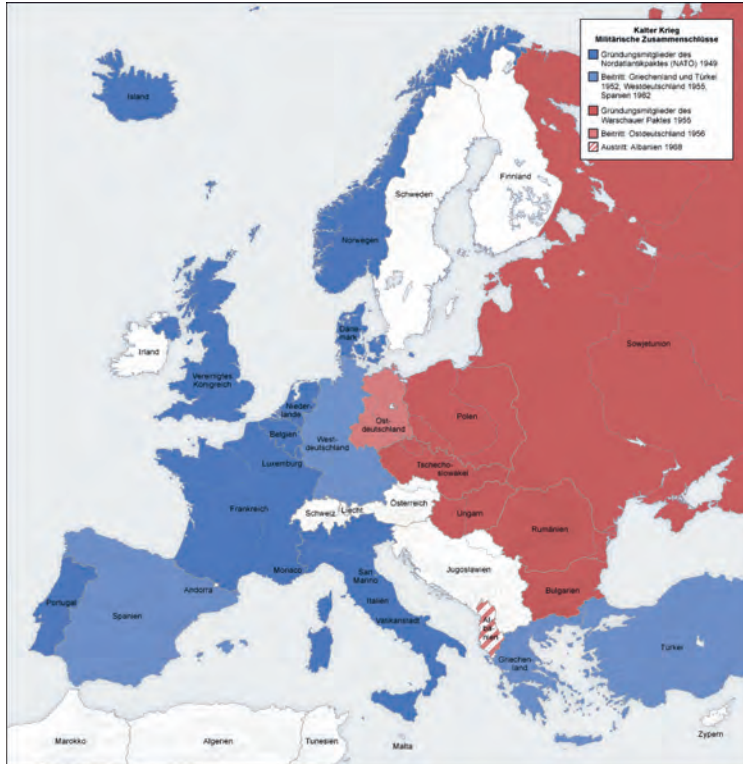 Kalter Krieg
Militärische Zusammenschlüsse
Gründungsmitglieder des
Nordatlantikpaktes (NATO) 1949
Beitritt: Griechenland und Türkei
1952, Westdeutschland 1955,
Spanien 1982
Gründungsmitglieder des
Warschauer Paktes 1955
Beitritt: Ostdeutschland 1956
Austritt: Albanien 1968
Island
Finnland
Schweden
Norwegen
Irland
Däne-
mark
Sowjetunion
Vereinigtes
Königreich
Nieder-
lande
Ost-
deutschland
Polen
Belgien
West-
deutschland
Luxemburg
Tschecho-
slowakei
Frankreich
Schweiz
Liecht.
Österreich
Ungarn
Rumänien
Monaco
San
Marino
Jugoslawien
Andorra
Italien
Bulgarien
Portugal
Spanien
Vatikanstadt
Al-
ba-
nien
Griechen-
land
Türkei
Marokko
Algerien
Tunesien
Malta
Zypern